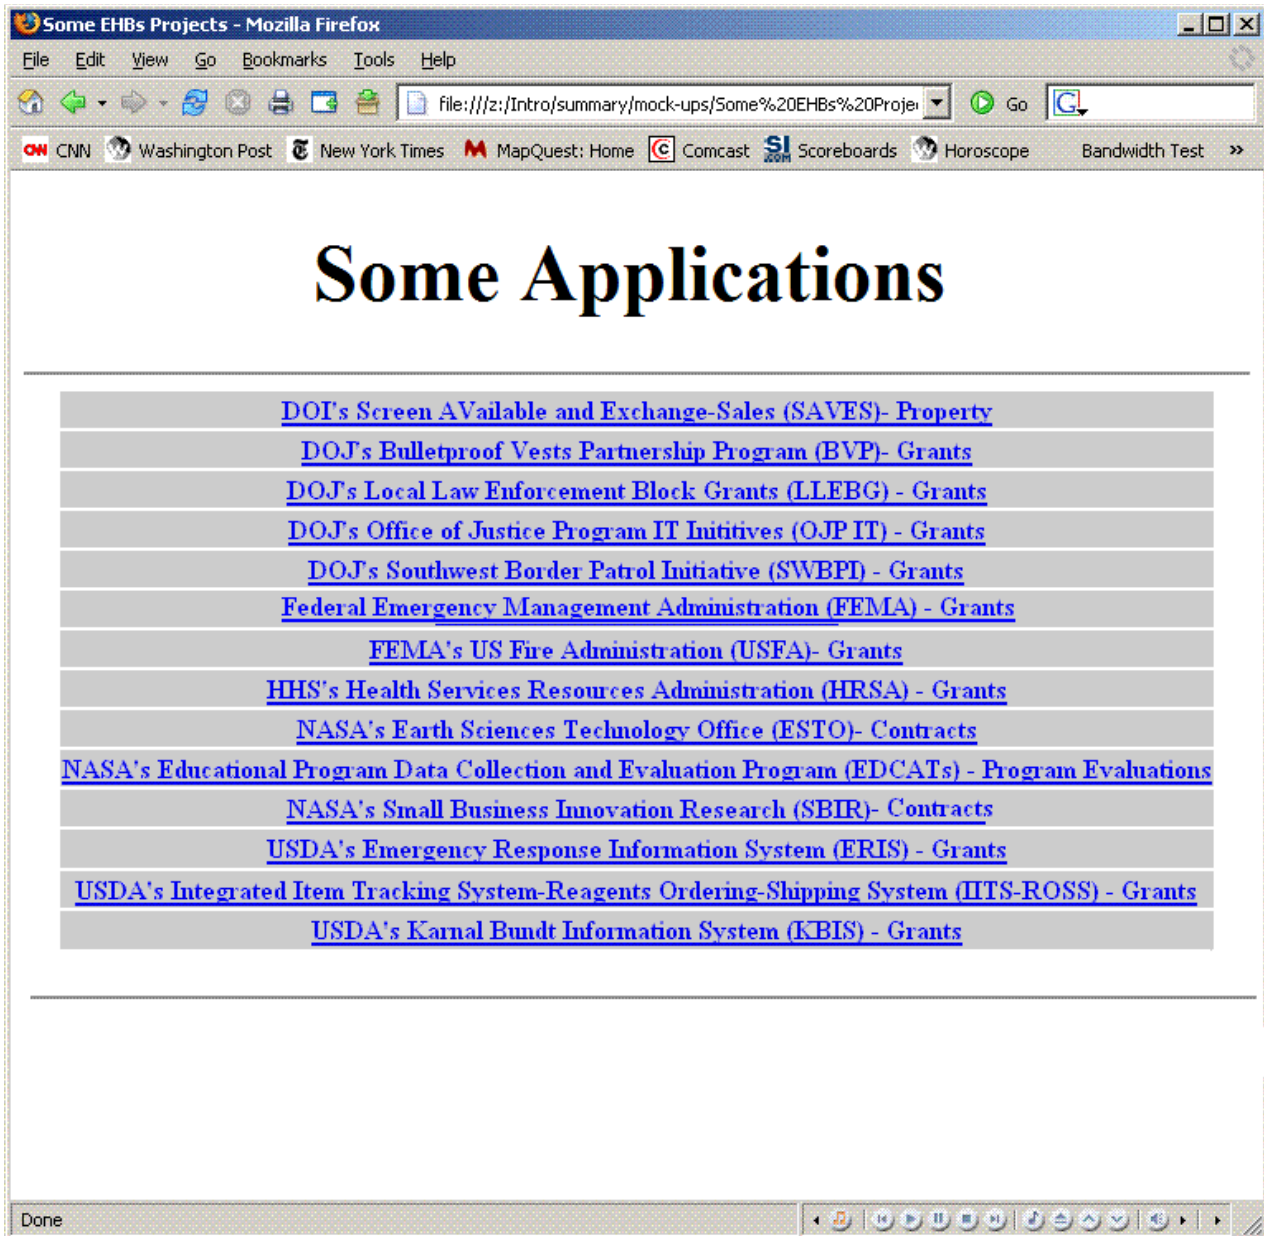 Some EHBs Projects - Mozilla Firefox
File Edit View Go Bookmarks Tools Help
file:///z:/Intro/summary/mock-ups/Some%20EHBs%20Proje Go G
CNN CNN Washington Post New York Times MapQuest: Home C Comcast SI.COM Scoreboards Horoscope Bandwidth Test »
Some Applications
DOI's Screen AVailable and Exchange-Sales (SAVES)- Property
DOJ's Bulletproof Vests Partnership Program (BVP)- Grants
DOJ's Local Law Enforcement Block Grants (LLEBG) - Grants
DOJ's Office of Justice Program IT Inititives (OJP IT) - Grants
DOJ's Southwest Border Patrol Initiative (SWBPI) - Grants
Federal Emergency Management Administration (FEMA) - Grants
FEMA's US Fire Administration (USFA)- Grants
HHS's Health Services Resources Administration (HRSA) - Grants
NASA's Earth Sciences Technology Office (ESTO)- Contracts
NASA's Educational Program Data Collection and Evaluation Program (EDCATs) - Program Evaluations
NASA's Small Business Innovation Research (SBIR)- Contracts
USDA's Emergency Response Information System (ERIS) - Grants
USDA's Integrated Item Tracking System-Reagents Ordering-Shipping System (IITS-ROSS) - Grants
USDA's Karnal Bundt Information System (KBIS) - Grants
Done